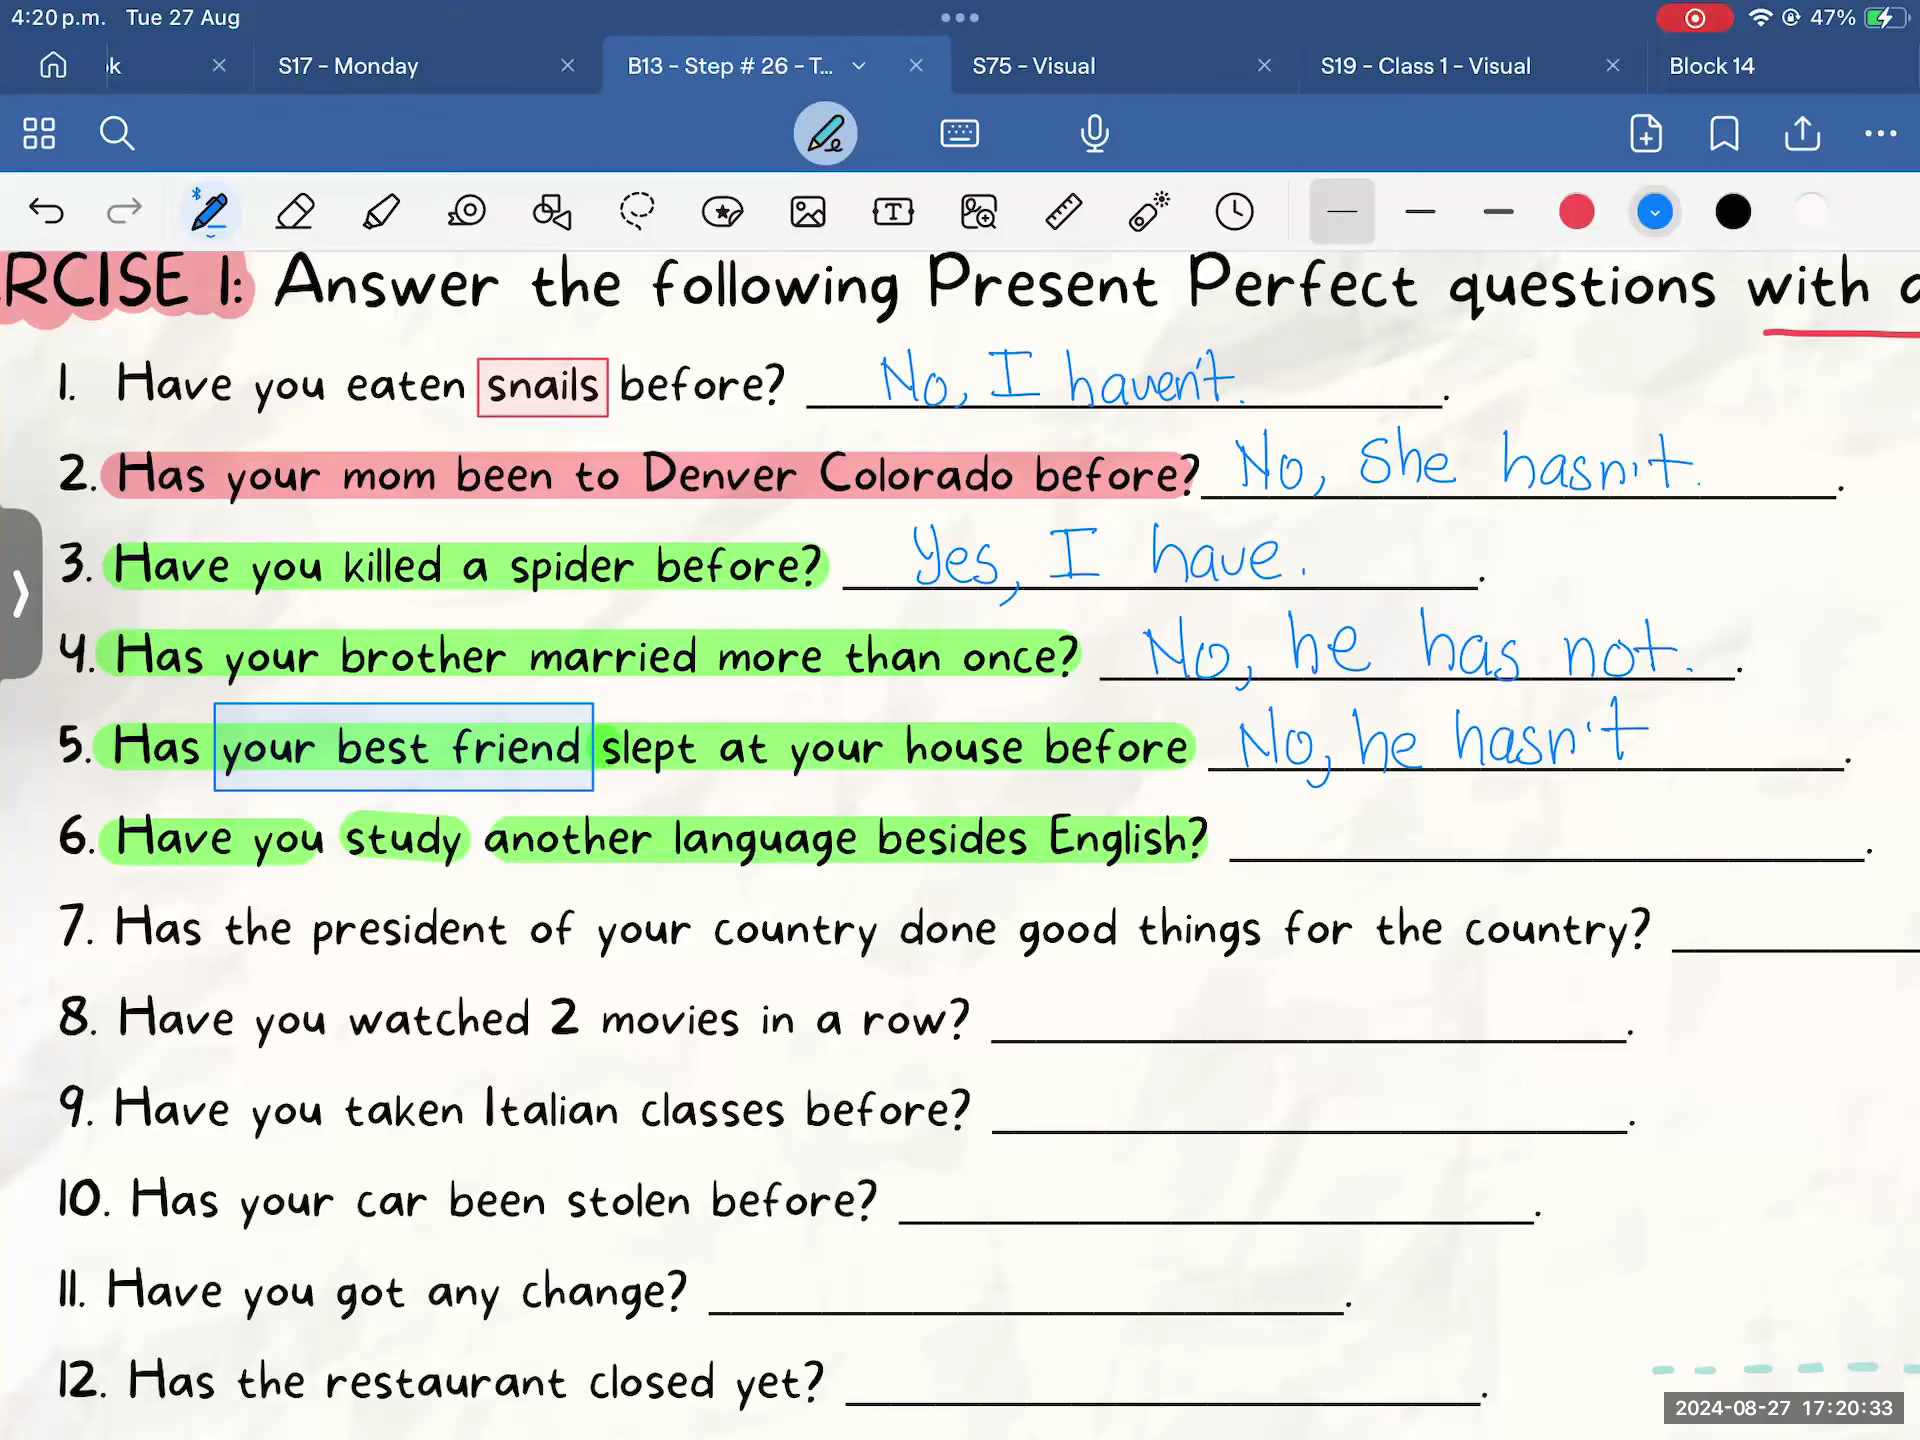 4:20 p.m. Tue 27 Aug 47%
ok S17 - Monday B13 - Step # 26 - T... S75 - Visual S19 - Class 1 - Visual Block 14
RCISE 1: Answer the following Present Perfect questions with a
1. Have you eaten snails before? No, I haven't.
2. Has your mom been to Denver Colorado before? No, She hasn't.
3. Have you killed a spider before? Yes, I have.
4. Has your brother married more than once? No, he has not.
5. Has your best friend slept at your house before No, he hasn't
6. Have you study another language besides English?
7. Has the president of your country done good things for the country?
8. Have you watched 2 movies in a row?
9. Have you taken Italian classes before?
10. Has your car been stolen before?
11. Have you got any change?
12. Has the restaurant closed yet?
2024-08-27 17:20:33